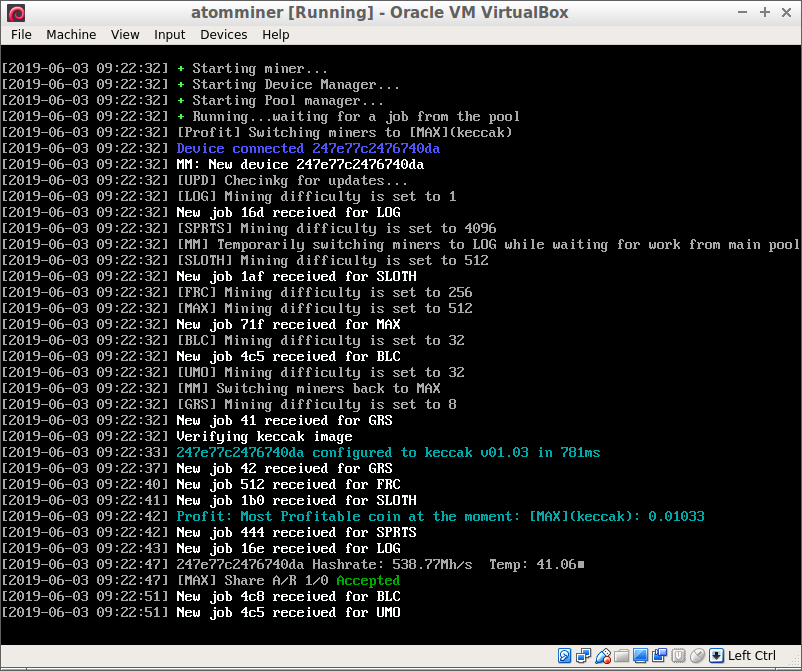 atomminer [Running] - Oracle VM VirtualBox
File Machine View Input Devices Help
[2019-06-03 09:22:32] + Starting miner...
[2019-06-03 09:22:32] + Starting Device Manager...
[2019-06-03 09:22:32] + Starting Pool manager...
[2019-06-03 09:22:32] + Running...waiting for a job from the pool
[2019-06-03 09:22:32] [Profit] Switching miners to [MAX](keccak)
[2019-06-03 09:22:32] Device connected 247e77c2476740da
[2019-06-03 09:22:32] MM: New device 247e77c2476740da
[2019-06-03 09:22:32] [UPD] Checinkg for updates...
[2019-06-03 09:22:32] [LOG] Mining difficulty is set to 1
[2019-06-03 09:22:32] New job 16d received for LOG
[2019-06-03 09:22:32] [SPRTS] Mining difficulty is set to 4096
[2019-06-03 09:22:32] [MM] Temporarily switching miners to LOG while waiting for work from main pool
[2019-06-03 09:22:32] [SLOTH] Mining difficulty is set to 512
[2019-06-03 09:22:32] New job 1af received for SLOTH
[2019-06-03 09:22:32] [FRC] Mining difficulty is set to 256
[2019-06-03 09:22:32] [MAX] Mining difficulty is set to 512
[2019-06-03 09:22:32] New job 71f received for MAX
[2019-06-03 09:22:32] [BLC] Mining difficulty is set to 32
[2019-06-03 09:22:32] New job 4c5 received for BLC
[2019-06-03 09:22:32] [UMO] Mining difficulty is set to 32
[2019-06-03 09:22:32] [MM] Switching miners back to MAX
[2019-06-03 09:22:32] [GRS] Mining difficulty is set to 8
[2019-06-03 09:22:32] New job 41 received for GRS
[2019-06-03 09:22:32] Verifying keccak image
[2019-06-03 09:22:33] 247e77c2476740da configured to keccak v01.03 in 781ms
[2019-06-03 09:22:37] New job 42 received for GRS
[2019-06-03 09:22:40] New job 512 received for FRC
[2019-06-03 09:22:41] New job 1b0 received for SLOTH
[2019-06-03 09:22:42] Profit: Most Profitable coin at the moment: [MAX](keccak): 0.01033
[2019-06-03 09:22:42] New job 444 received for SPRTS
[2019-06-03 09:22:43] New job 16e received for LOG
[2019-06-03 09:22:47] 247e77c2476740da Hashrate: 538.77Mh/s  Temp: 41.06■
[2019-06-03 09:22:47] [MAX] Share A/R 1/0 Accepted
[2019-06-03 09:22:51] New job 4c8 received for BLC
[2019-06-03 09:22:51] New job 4c5 received for UMO
Right Ctrl